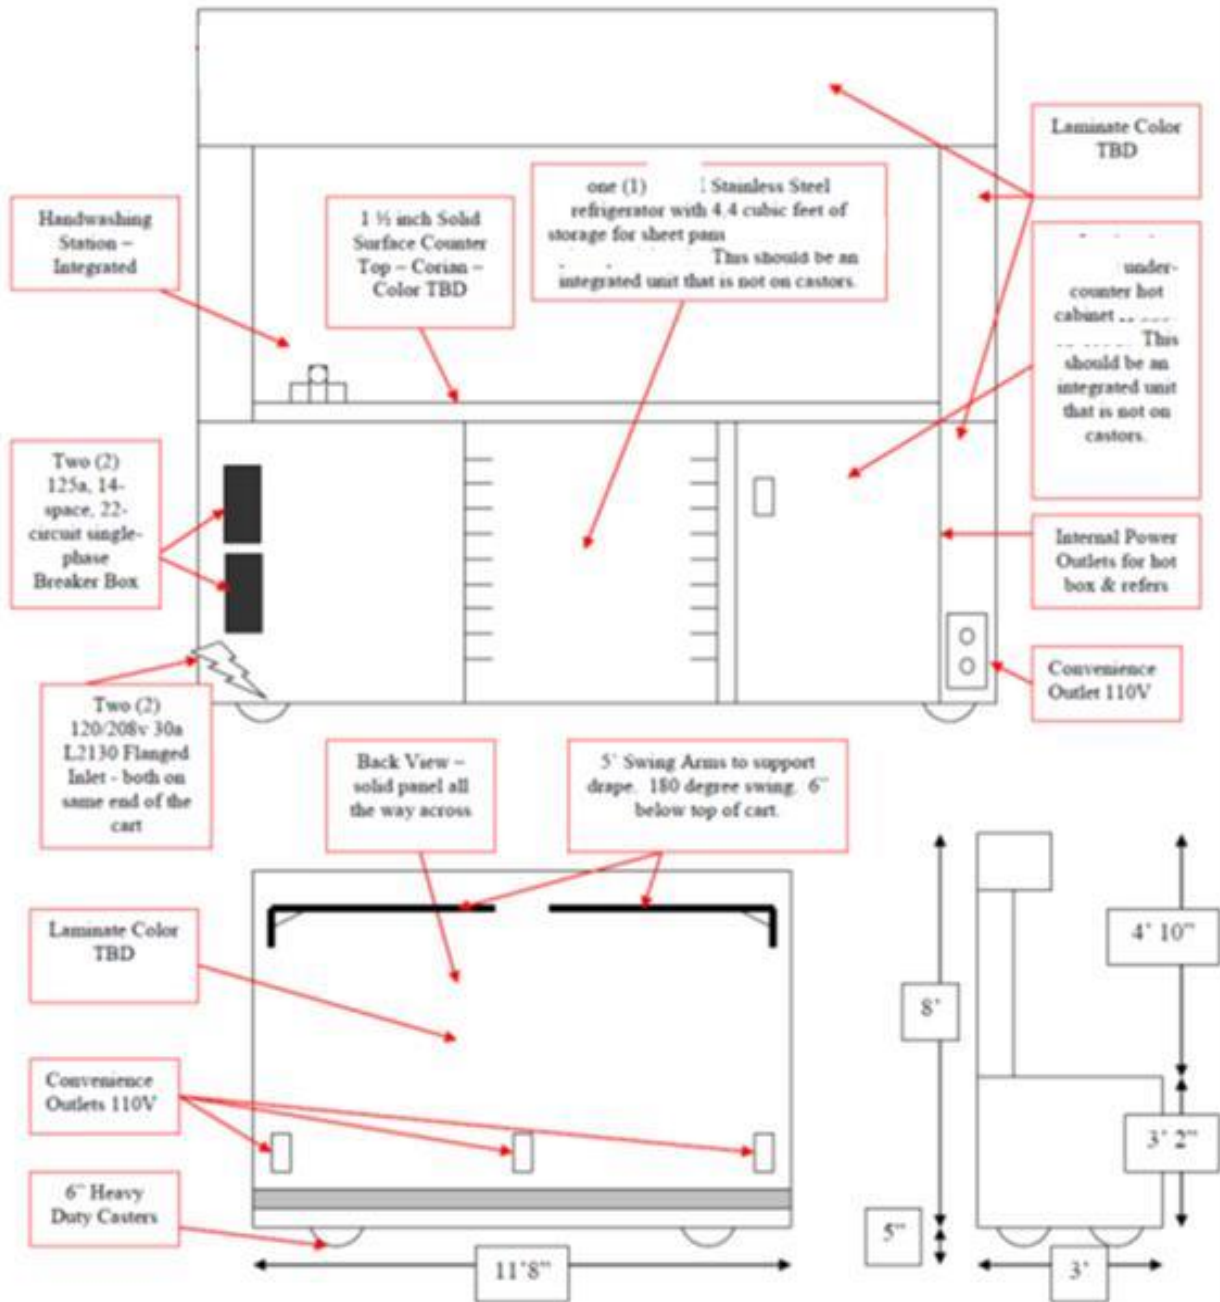 Laminate Color
TBD
one (1) Stainless Steel
refrigerator with 4.4 cubic feet of
storage for sheet pans
This should be an
integrated unit that is not on castors.
Handwashing
Station –
Integrated
1 ½ inch Solid
Surface Counter
Top – Corian –
Color TBD
under-
counter hot
cabinet
This
should be an
integrated unit
that is not on
castors.
Two (2)
125a, 14-
space, 22-
circuit single-
phase
Breaker Box
Internal Power
Outlets for hot
box & refers
Convenience
Outlet 110V
Two (2)
120/208v 30a
L2130 Flanged
Inlet - both on
same end of the
cart
Back View –
solid panel all
the way across
5' Swing Arms to support
drape. 180 degree swing. 6"
below top of cart.
Laminate Color
TBD
4' 10"
8'
Convenience
Outlets 110V
3' 2"
6" Heavy
Duty Casters
5"
11'8"
3'